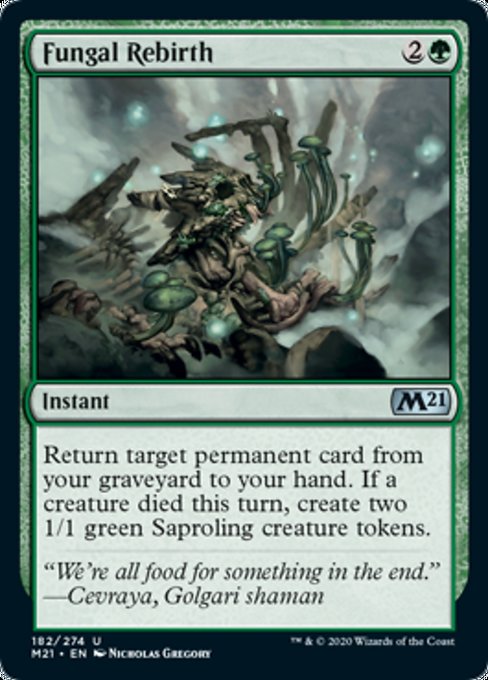 Fungal Rebirth 2
Instant M21
Return target permanent card from
your graveyard to your hand. If a
creature died this turn, create two
1/1 green Saproling creature tokens.
“We’re all food for something in the end.”
—Cevraya, Golgari shaman
182/274 U ™ & © 2020 Wizards of the Coast
M21 • EN Nicholas Gregory